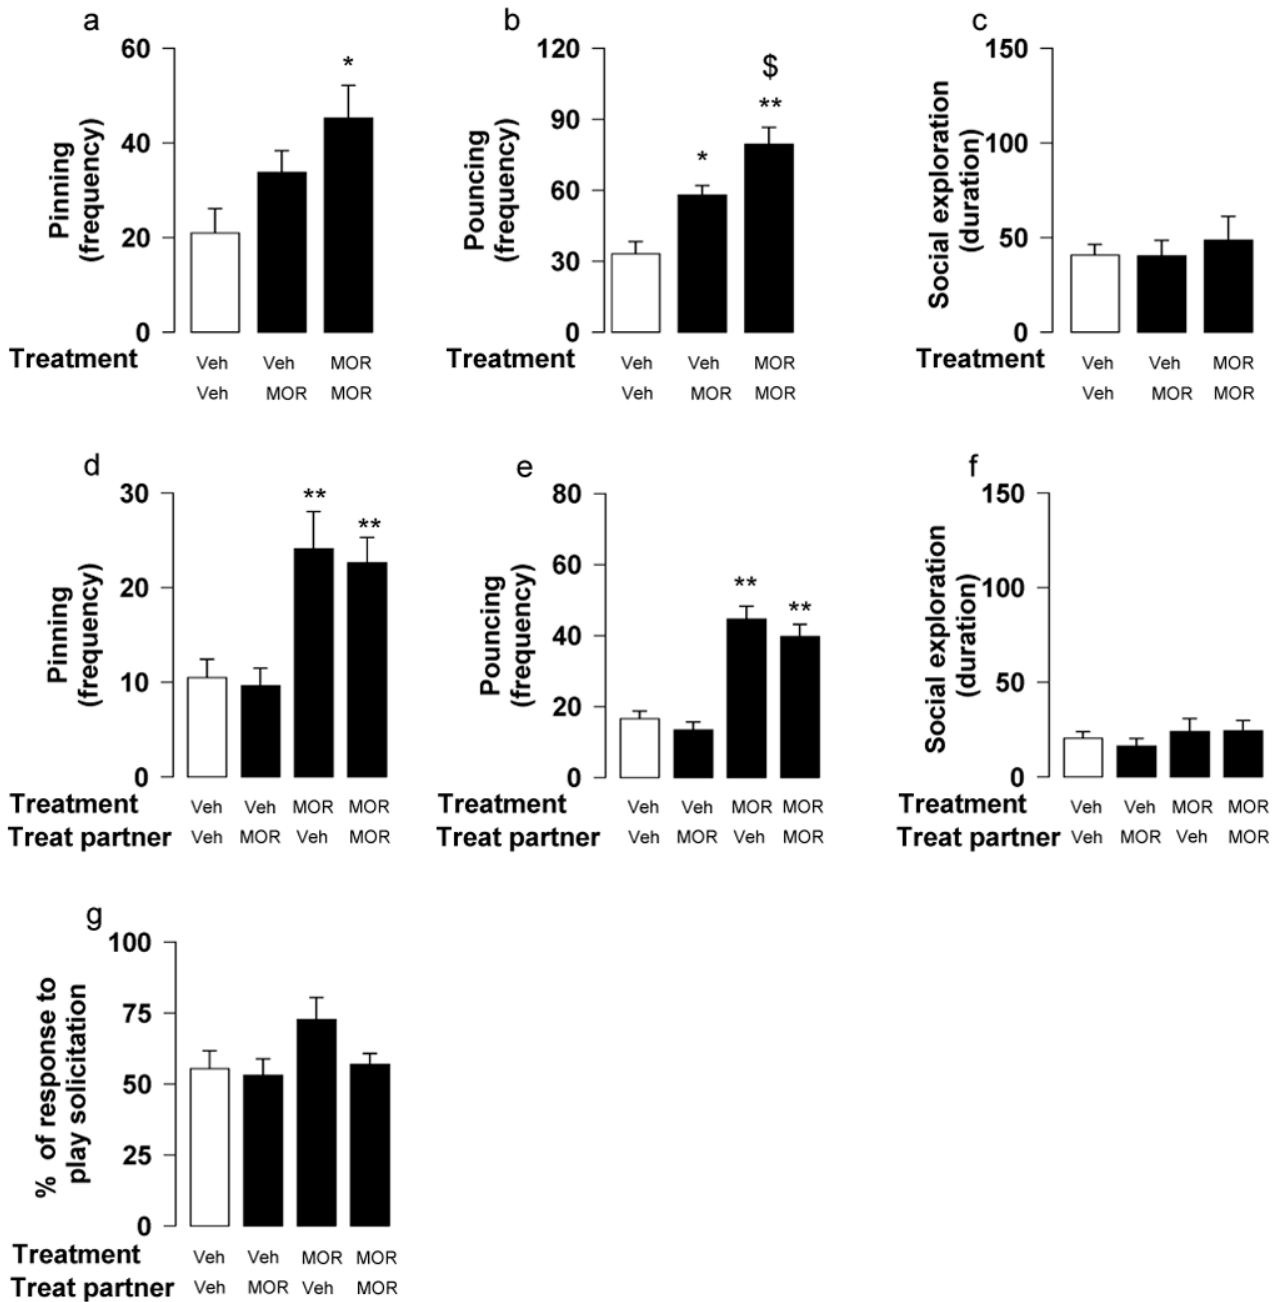 a
Pinning
(frequency)
60
40
20
0
*
Treatment
Veh Veh MOR
Veh MOR MOR
b
Pouncing
(frequency)
120
90
60
30
0
*
$
**
Treatment
Veh Veh MOR
Veh MOR MOR
c
Social exploration
(duration)
150
100
50
0
Treatment
Veh Veh MOR
Veh MOR MOR
d
Pinning
(frequency)
30
20
10
0
**
**
Treatment Veh Veh MOR MOR
Treat partner Veh MOR Veh MOR
e
Pouncing
(frequency)
80
60
40
20
0
**
**
Treatment Veh Veh MOR MOR
Treat partner Veh MOR Veh MOR
f
Social exploration
(duration)
150
100
50
0
Treatment Veh Veh MOR MOR
Treat partner Veh MOR Veh MOR
g
% of response to
play solicitation
100
75
50
25
0
Treatment Veh Veh MOR MOR
Treat partner Veh MOR Veh MOR